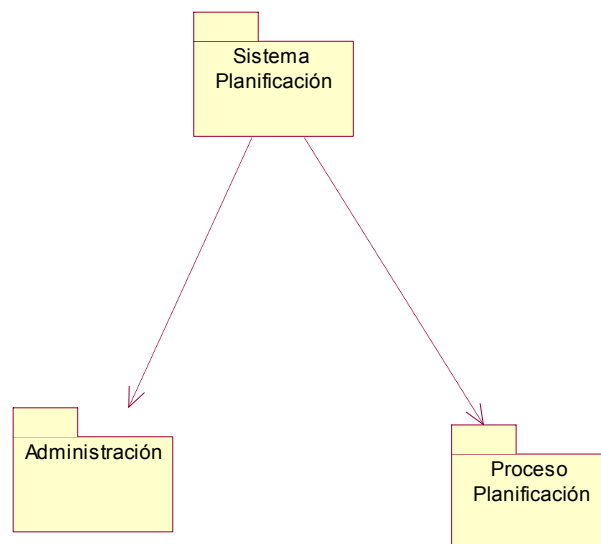 Sistema
Planificación
Administración
Proceso
Planificación